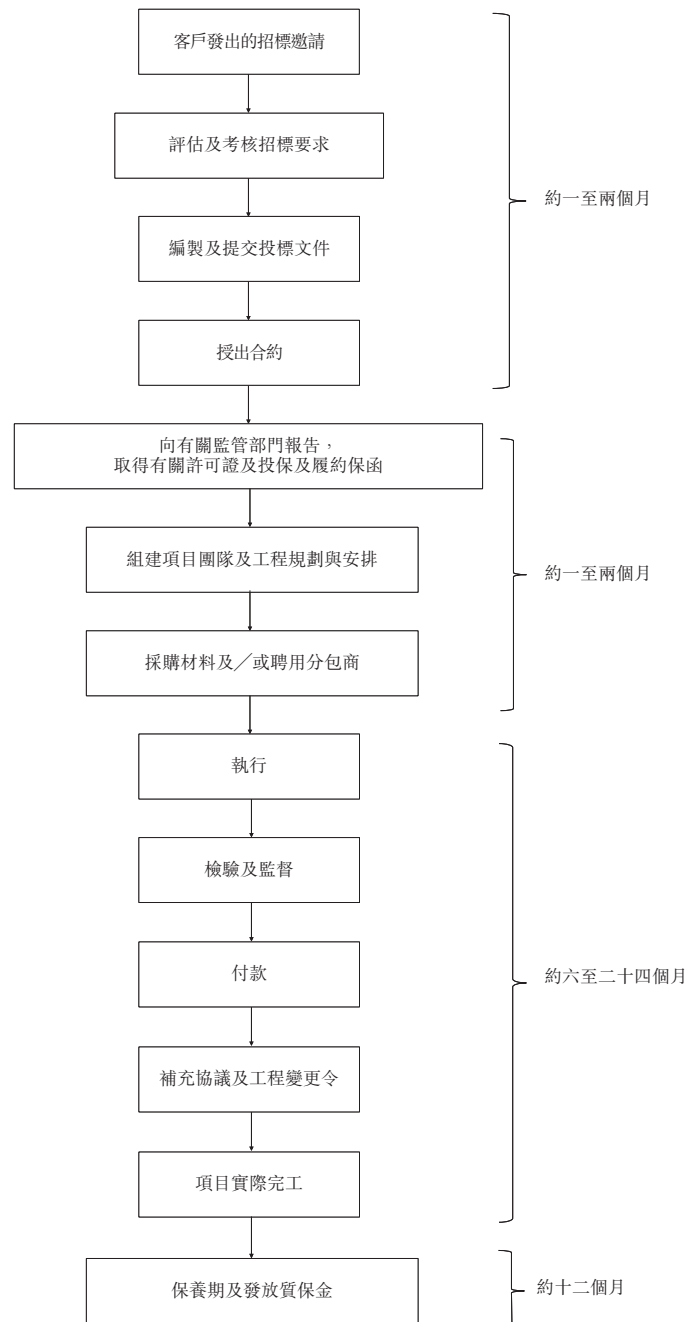 客戶發出的招標邀請
評估及考核招標要求
編製及提交投標文件
授出合約
約一至兩個月
向有關監管部門報告，
取得有關許可證及投保及履約保函
組建項目團隊及工程規劃與安排
採購材料及／或聘用分包商
約一至兩個月
執行
檢驗及監督
付款
補充協議及工程變更令
項目實際完工
約六至二十四個月
保養期及發放質保金
約十二個月